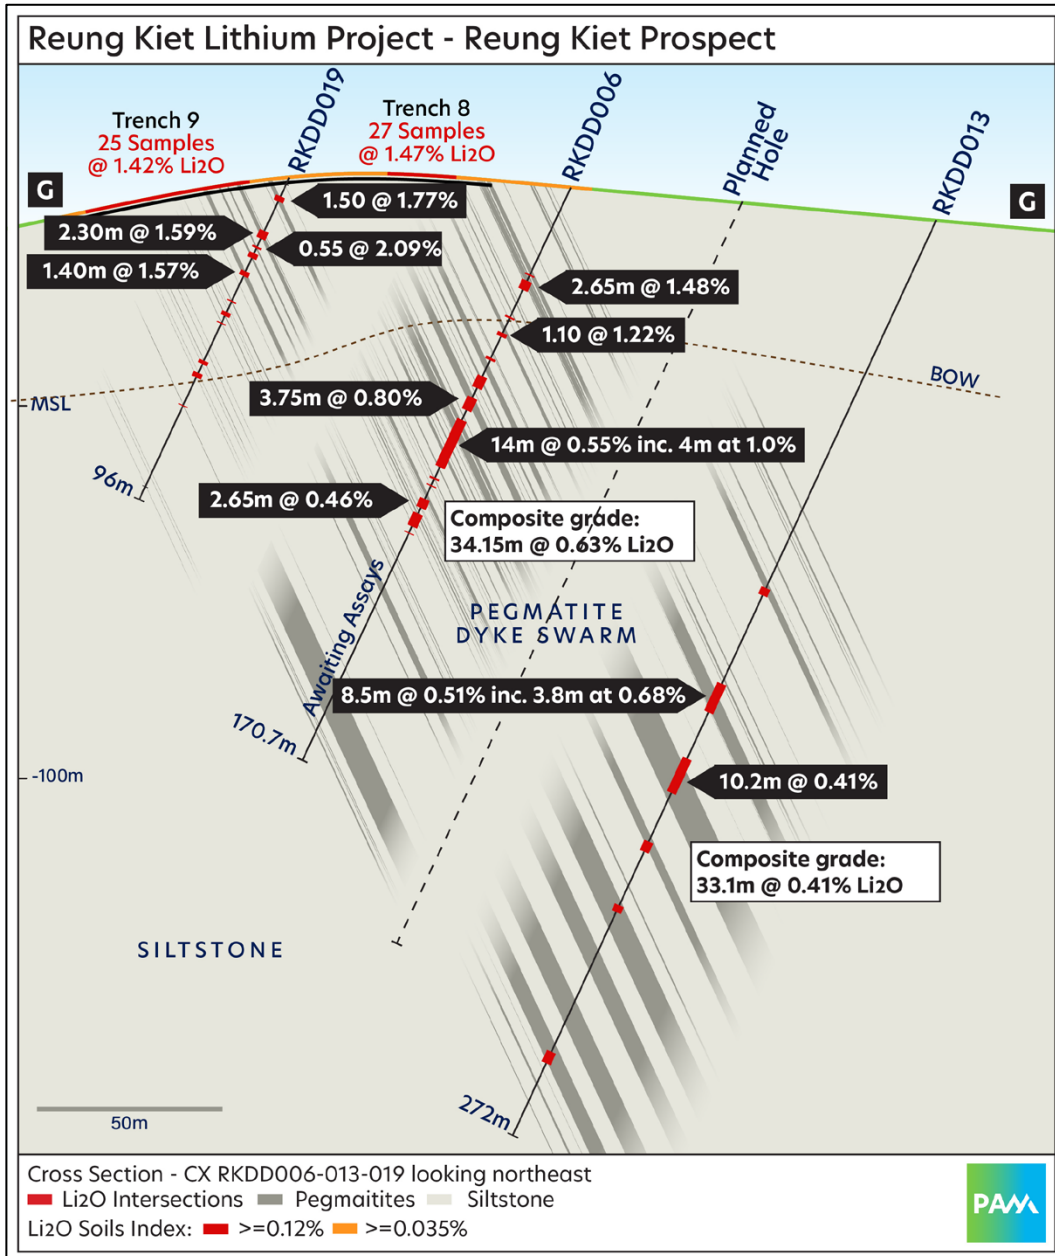 Reung Kiet Lithium Project - Reung Kiet Prospect
Trench 9
25 Samples
@ 1.42% Li2O
RKDD019
Trench 8
27 Samples
@ 1.47% Li2O
RKDD006
Planned
Hole
RKDD013
G
G
1.50 @ 1.77%
2.30m @ 1.59%
0.55 @ 2.09%
1.40m @ 1.57%
2.65m @ 1.48%
1.10 @ 1.22%
BOW
MSL
3.75m @ 0.80%
14m @ 0.55% inc. 4m at 1.0%
96m
2.65m @ 0.46%
Composite grade:
34.15m @ 0.63% Li2O
Awaiting Assays
PEGMATITE
DYKE SWARM
8.5m @ 0.51% inc. 3.8m at 0.68%
170.7m
-100m
10.2m @ 0.41%
Composite grade:
33.1m @ 0.41% Li2O
SILTSTONE
272m
50m
Cross Section - CX RKDD006-013-019 looking northeast
Li2O Intersections Pegmaitites Siltstone
Li2O Soils Index: >=0.12% >=0.035%
PAM